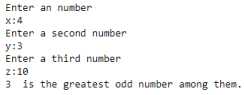 Enter an number
x:4
Enter a second number
y:3
Enter a third number
z:10
3  is the greatest odd number among them.